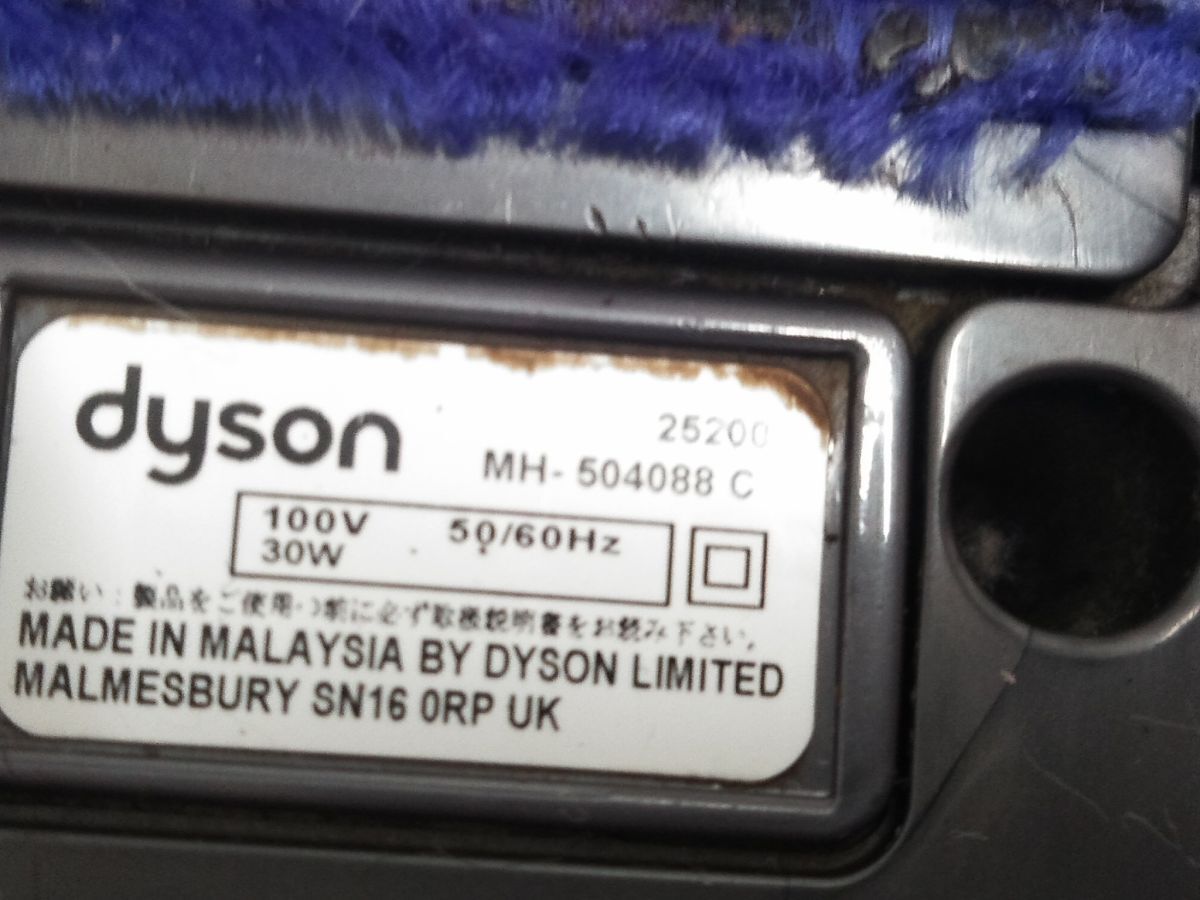 dyson
25200
MH- 504088 C
100V 50/60Hz
30W
お願い：製品をご使用の前に必ず取扱説明書をお読み下さい。
MADE IN MALAYSIA BY DYSON LIMITED
MALMESBURY SN16 0RP UK